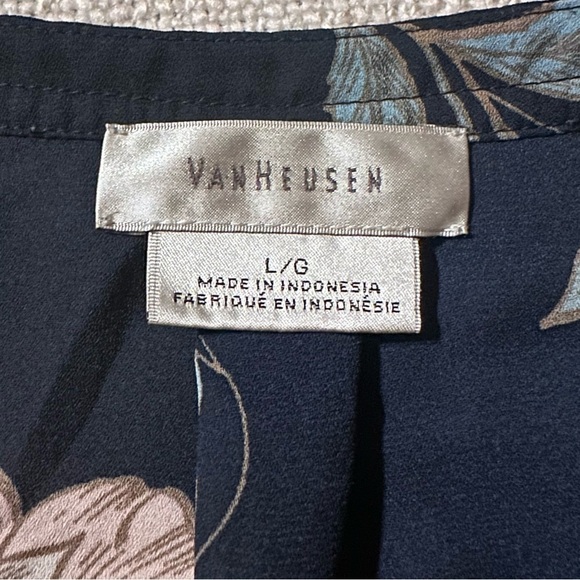 VANHEUSEN
L/G
MADE IN INDONESIA
FABRIQUÉ EN INDONÉSIE